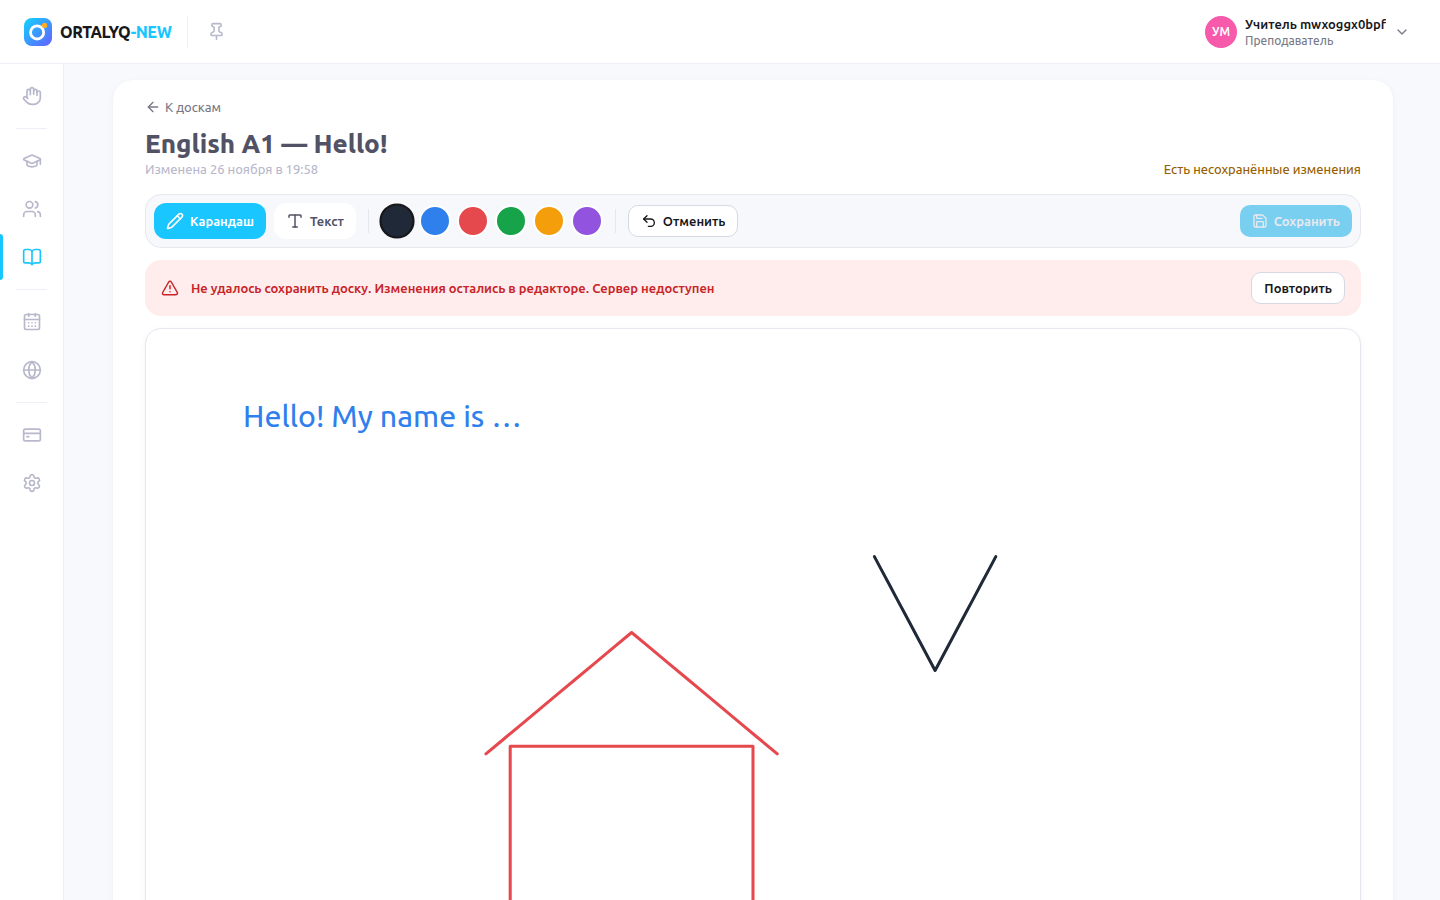 ORTALYQ-NEW
УМ
Учитель mwxoggx0bpf
Преподаватель
К доскам
English A1 — Hello!
Изменена 26 ноября в 19:58
Есть несохранённые изменения
Карандаш
Текст
Отменить
Сохранить
Не удалось сохранить доску. Изменения остались в редакторе. Сервер недоступен
Повторить
Hello! My name is …